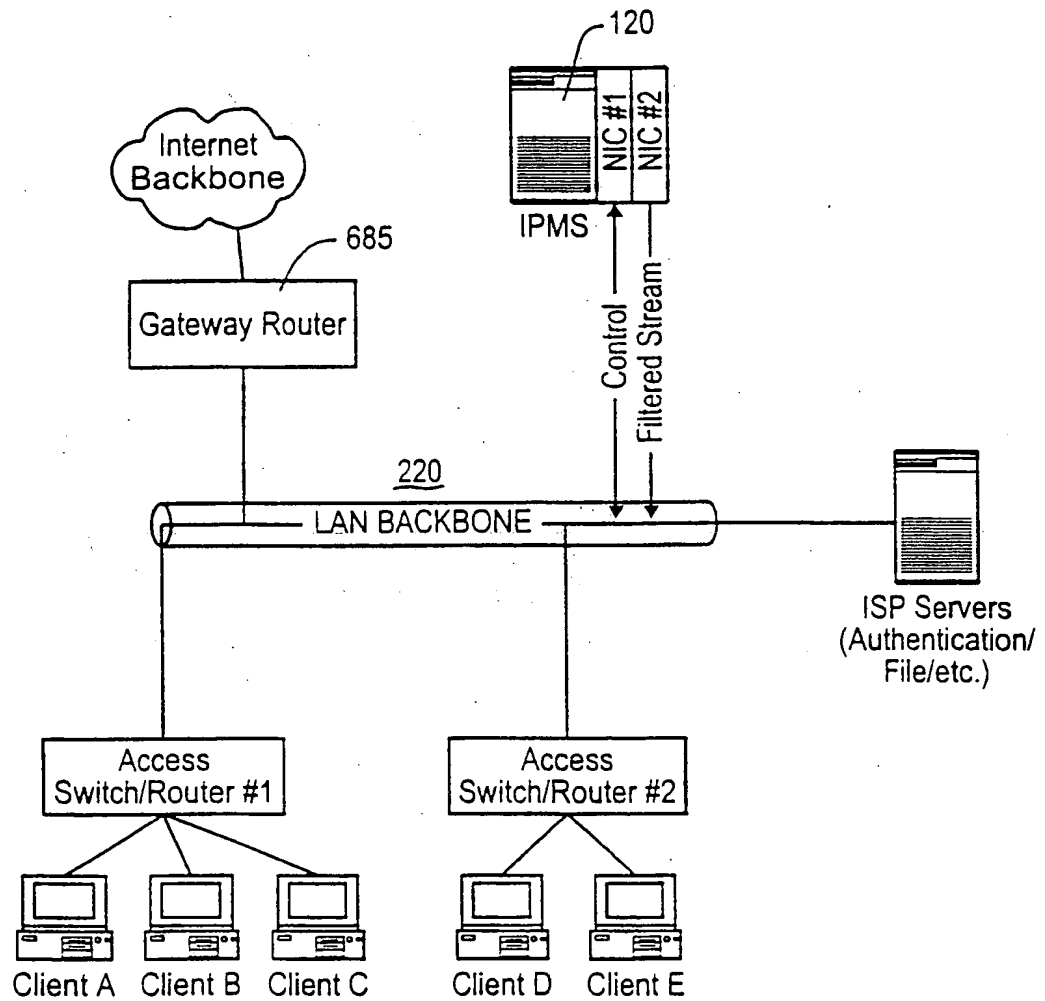 120
NIC #1
NIC #2
IPMS
Internet
Backbone
685
Gateway Router
Control
Filtered Stream
220
LAN BACKBONE
ISP Servers
(Authentication/
File/etc.)
Access
Switch/Router #1
Access
Switch/Router #2
Client A
Client B
Client C
Client D
Client E